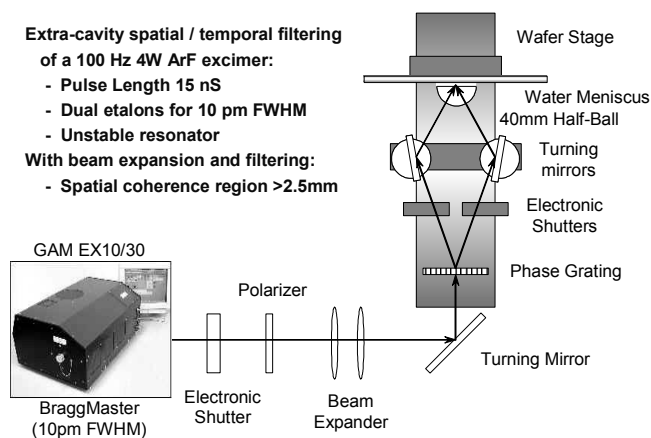 Extra-cavity spatial / temporal filtering
of a 100 Hz 4W ArF excimer:
- Pulse Length 15 nS
- Dual etalons for 10 pm FWHM
- Unstable resonator
With beam expansion and filtering:
- Spatial coherence region >2.5mm
Wafer Stage
Water Meniscus
40mm Half-Ball
Turning
mirrors
Electronic
Shutters
Phase Grating
Turning Mirror
GAM EX10/30
Polarizer
Electronic
Shutter
Beam
Expander
BraggMaster
(10pm FWHM)